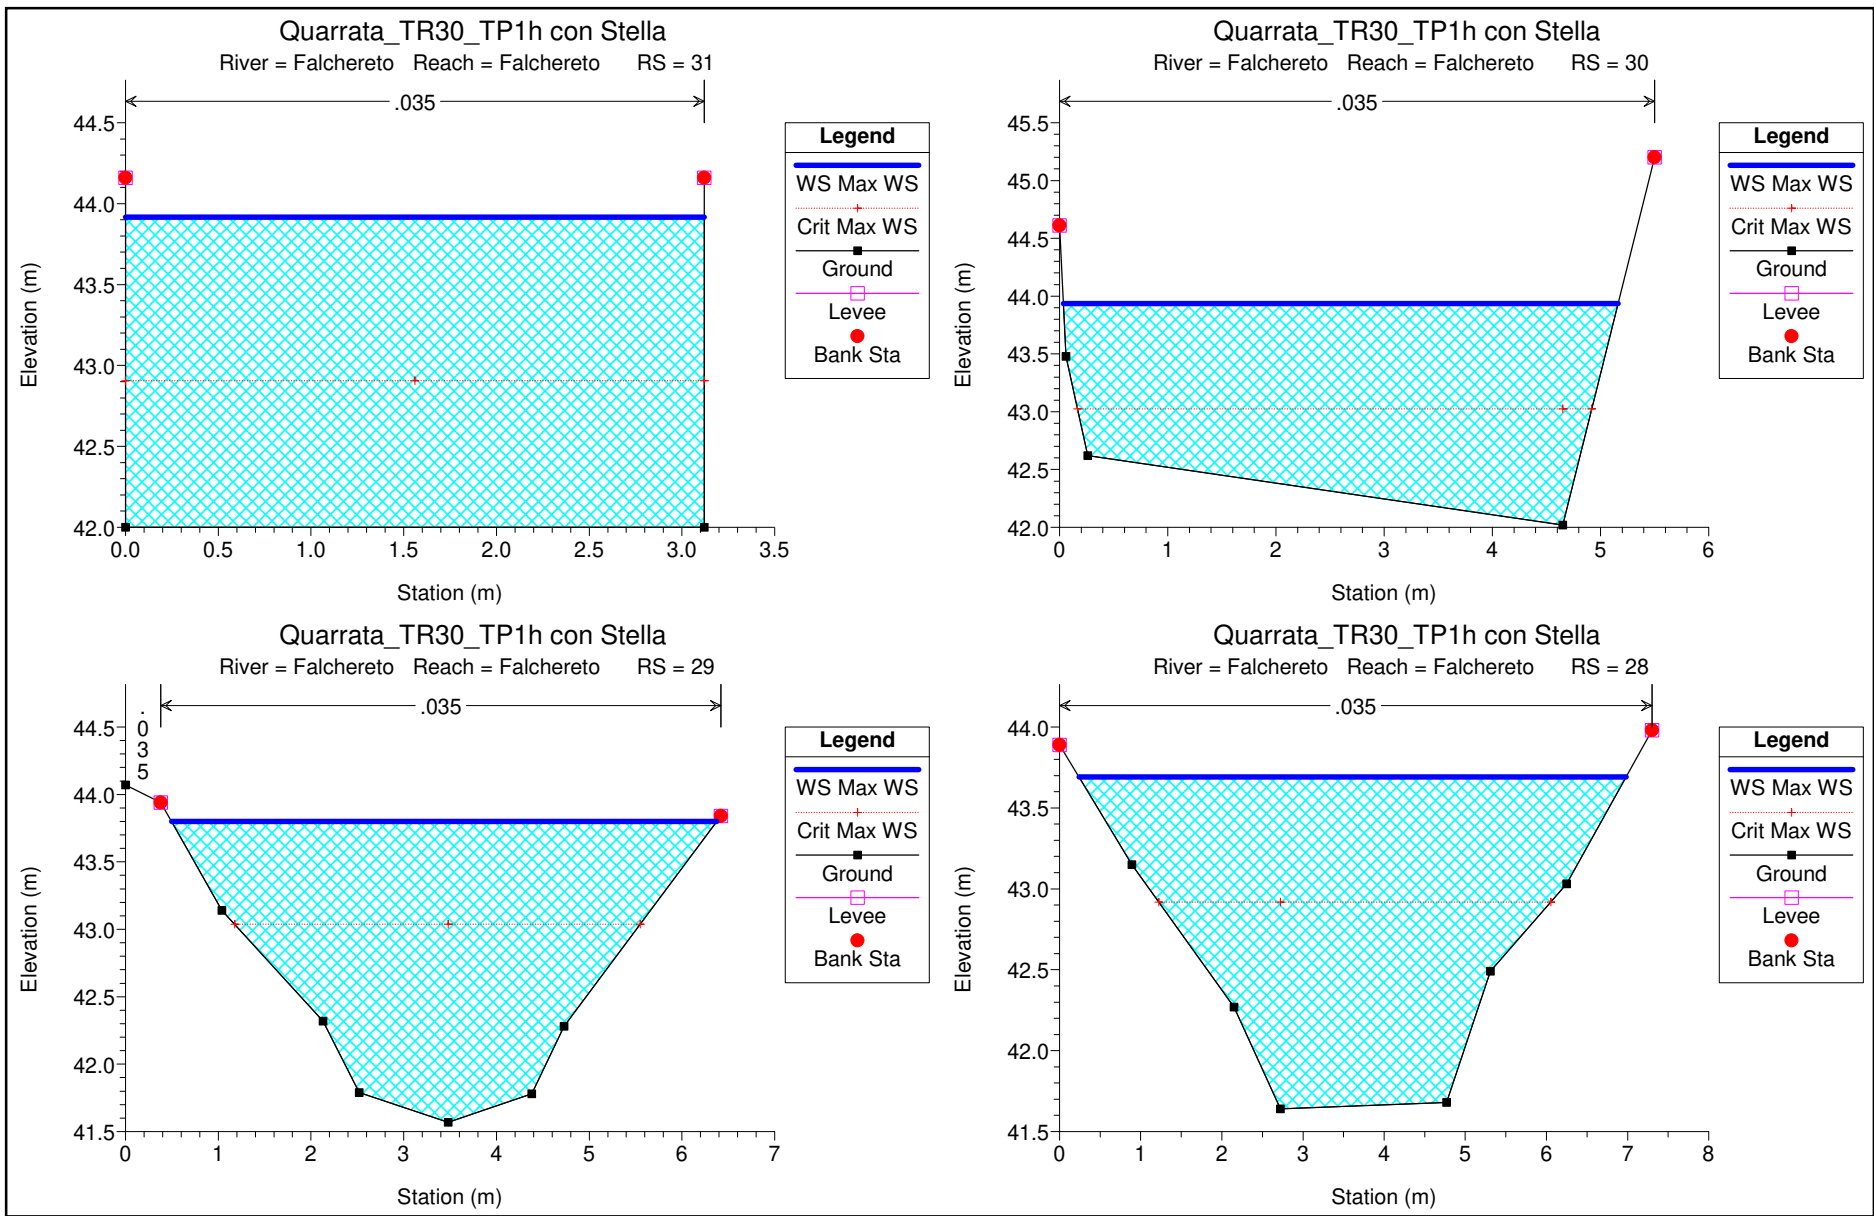 Quarrata_TR30_TP1h con Stella
River = Falchereto Reach = Falchereto RS = 31
.035
44.5
44.0
43.5
43.0
42.5
42.0
0.0 0.5 1.0 1.5 2.0 2.5 3.0 3.5
Elevation (m)
Station (m)
Legend
WS Max WS
Crit Max WS
Ground
Levee
Bank Sta
Quarrata_TR30_TP1h con Stella
River = Falchereto Reach = Falchereto RS = 30
.035
45.5
45.0
44.5
44.0
43.5
43.0
42.5
42.0
0 1 2 3 4 5 6
Elevation (m)
Station (m)
Legend
WS Max WS
Crit Max WS
Ground
Levee
Bank Sta
Quarrata_TR30_TP1h con Stella
River = Falchereto Reach = Falchereto RS = 29
.035
.035
44.5
44.0
43.5
43.0
42.5
42.0
41.5
0 1 2 3 4 5 6 7
Elevation (m)
Station (m)
Legend
WS Max WS
Crit Max WS
Ground
Levee
Bank Sta
Quarrata_TR30_TP1h con Stella
River = Falchereto Reach = Falchereto RS = 28
.035
44.0
43.5
43.0
42.5
42.0
41.5
0 1 2 3 4 5 6 7 8
Elevation (m)
Station (m)
Legend
WS Max WS
Crit Max WS
Ground
Levee
Bank Sta